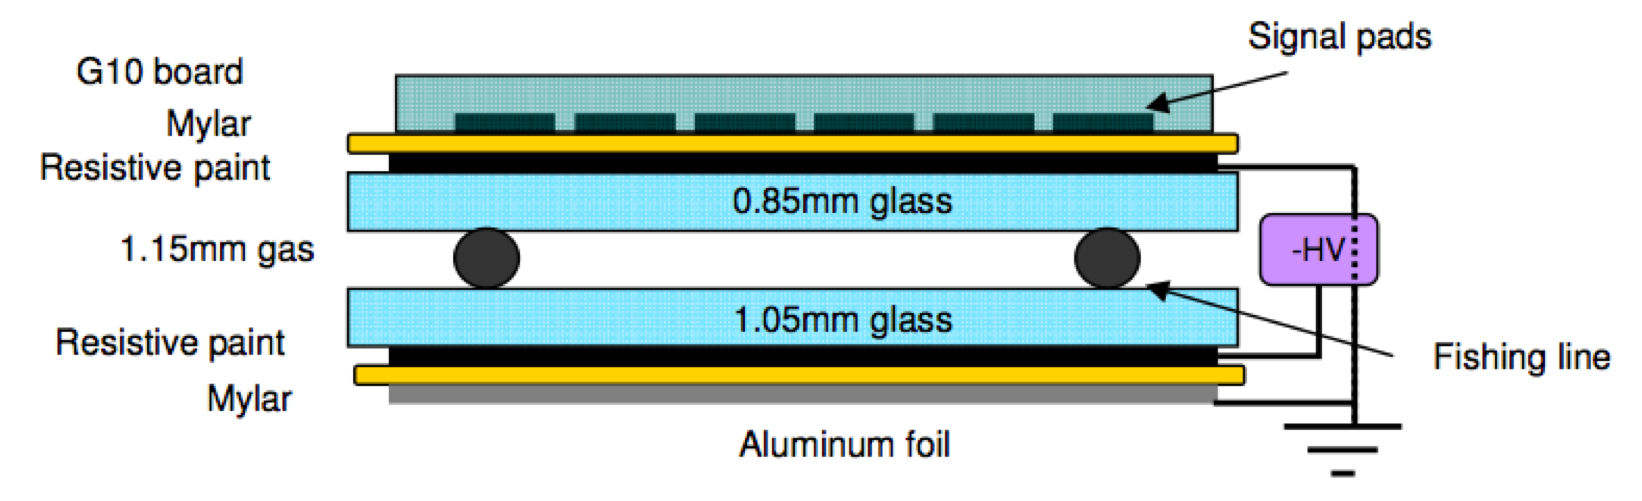 Signal pads
G10 board
Mylar
Resistive paint
0.85mm glass
1.15mm gas
-HV
1.05mm glass
Resistive paint
Fishing line
Mylar
Aluminum foil